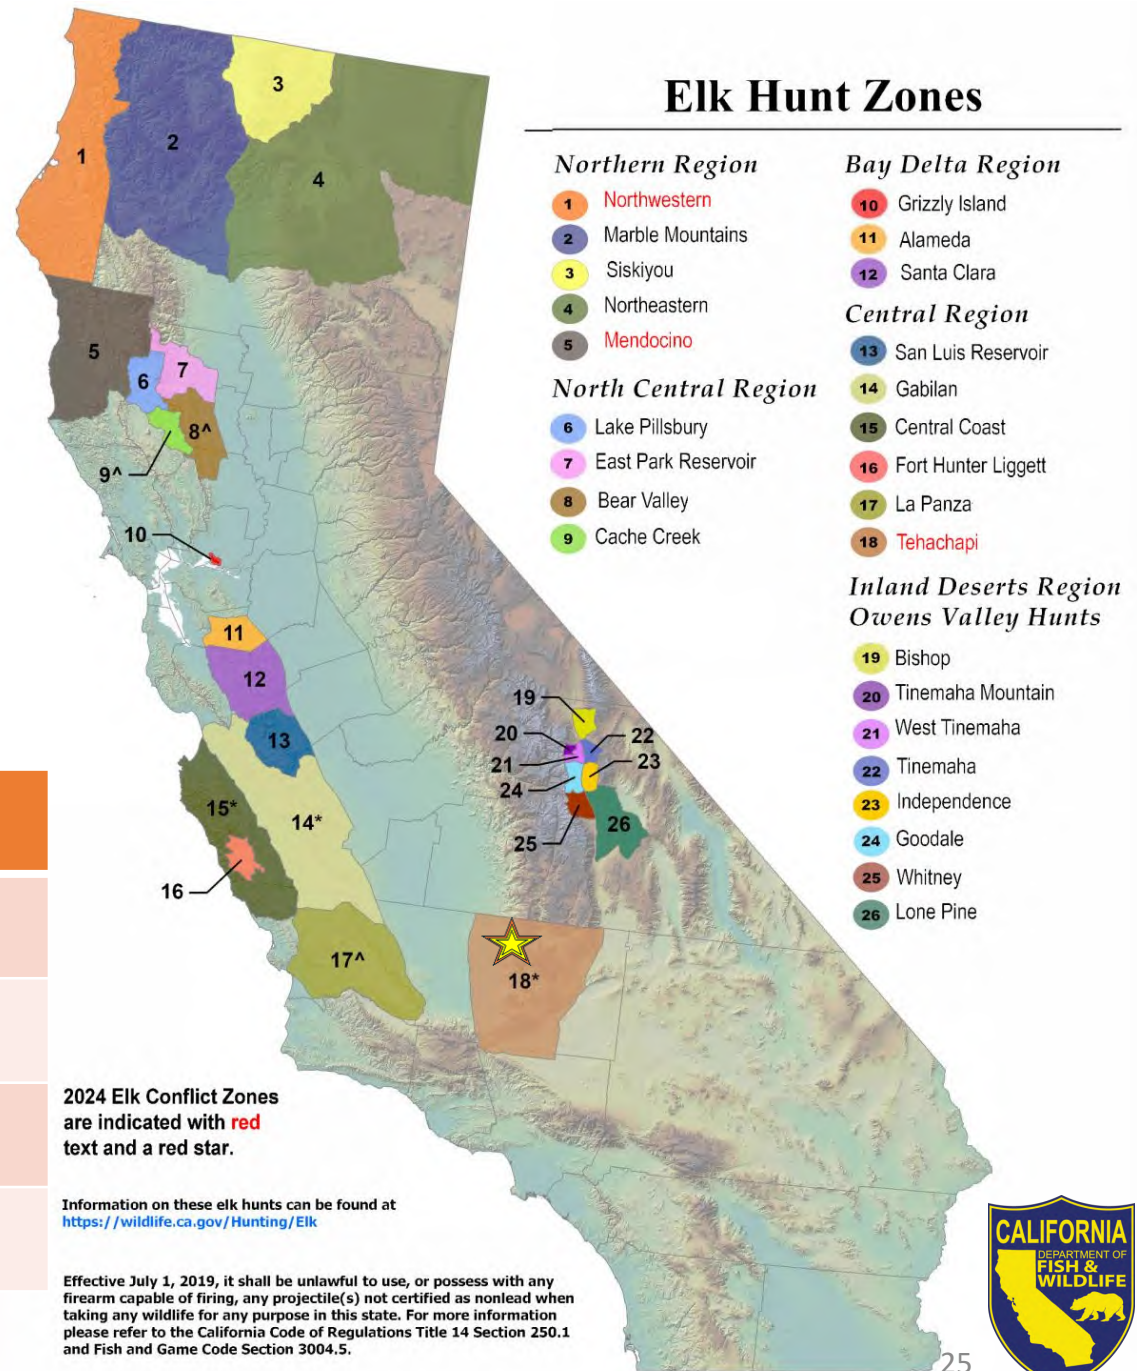 Elk Hunt Zones
Northern Region
1 Northwestern
2 Marble Mountains
3 Siskiyou
4 Northeastern
5 Mendocino
North Central Region
6 Lake Pillsbury
7 East Park Reservoir
8 Bear Valley
9 Cache Creek
Bay Delta Region
10 Grizzly Island
11 Alameda
12 Santa Clara
Central Region
13 San Luis Reservoir
14 Gabilan
15 Central Coast
16 Fort Hunter Liggett
17 La Panza
18 Tehachapi
Inland Deserts Region
Owens Valley Hunts
19 Bishop
20 Tinemaha Mountain
21 West Tinemaha
22 Tinemaha
23 Independence
24 Goodale
25 Whitney
26 Lone Pine
1
2
3
4
5
6
7
8^
9^
10
11
12
13
14*
15*
16
17^
18*
19
20
21
22
23
24
25
26
2024 Elk Conflict Zones
are indicated with red
text and a red star.
Information on these elk hunts can be found at
https://wildlife.ca.gov/Hunting/Elk
Effective July 1, 2019, it shall be unlawful to use, or possess with any
firearm capable of firing, any projectile(s) not certified as nonlead when
taking any wildlife for any purpose in this state. For more information
please refer to the California Code of Regulations Title 14 Section 250.1
and Fish and Game Code Section 3004.5.
CALIFORNIA
DEPARTMENT OF
FISH &
WILDLIFE
25